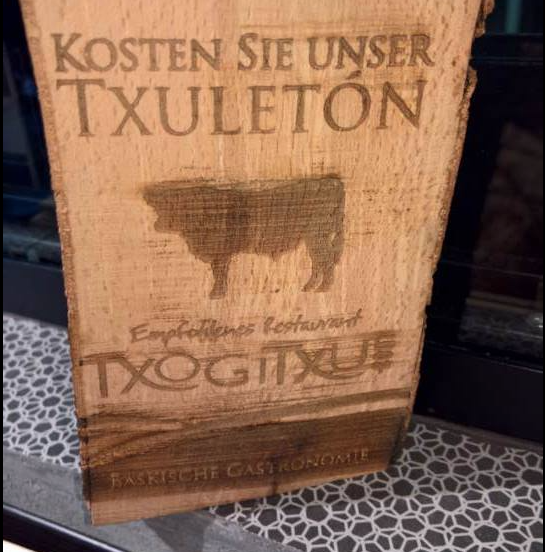 KOSTEN SIE UNSER
TXULETÓN
Empfohlenes Restaurant
TXOGITXU
BASKISCHE GASTRONOMIE